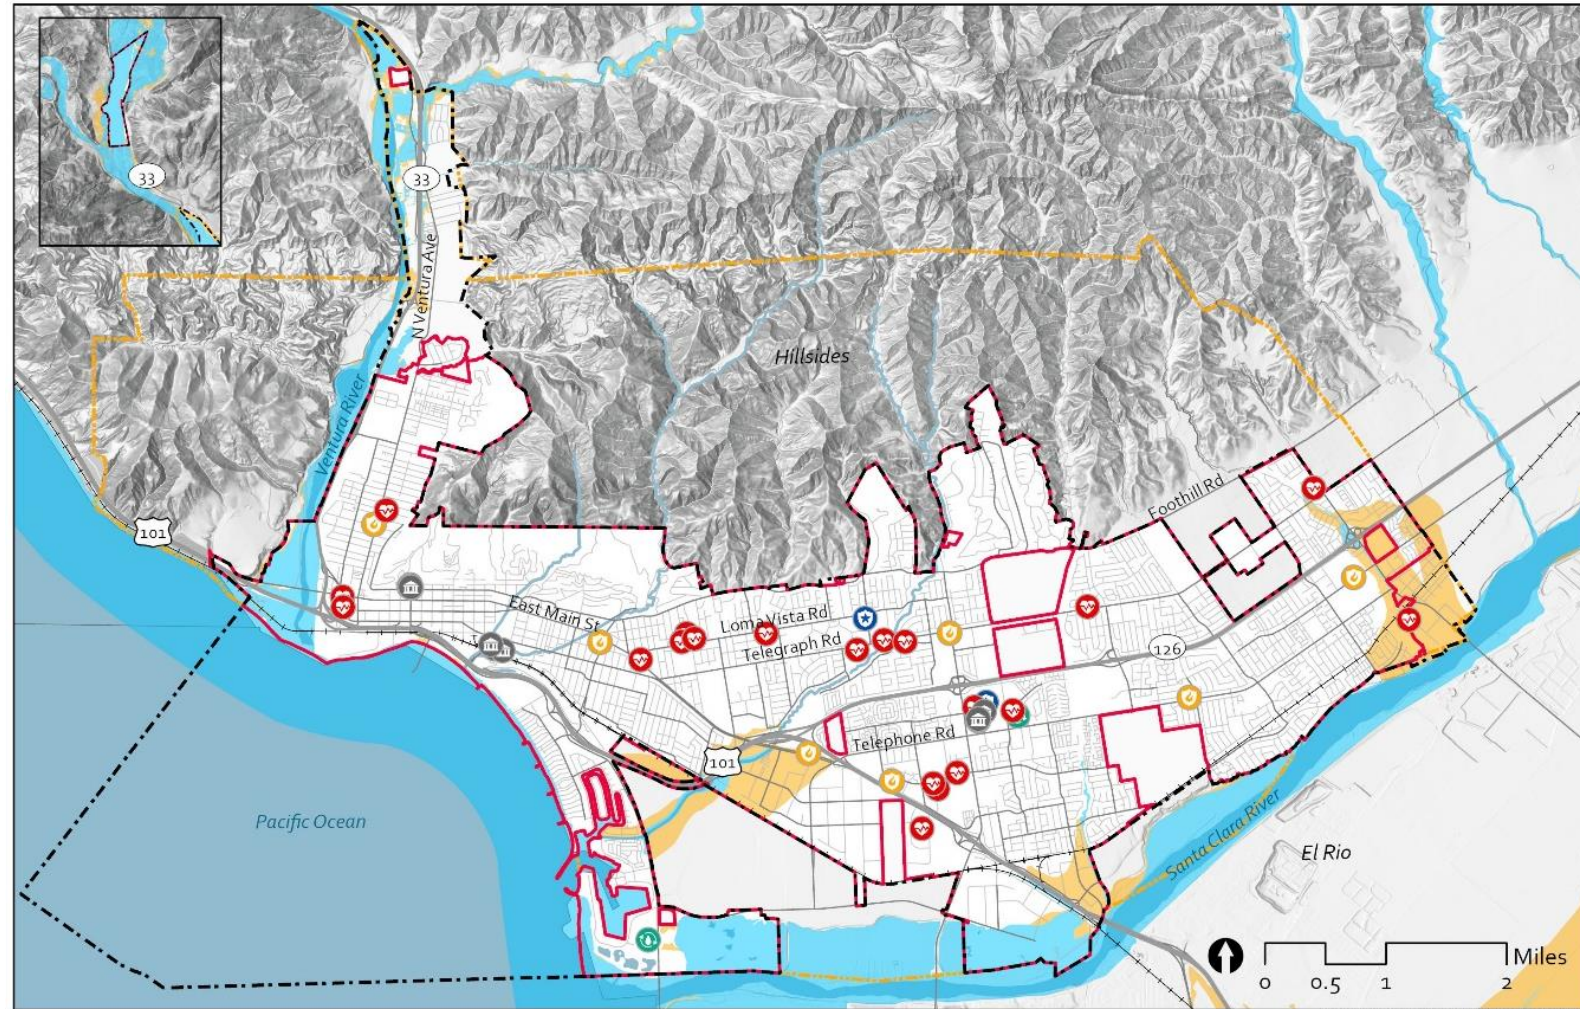 33
33
N Ventura Ave
Hillsides
Ventura River
Foothill Rd
101
East Main St
Loma Vista Rd
Telegraph Rd
126
Telephone Rd
101
Pacific Ocean
Santa Clara River
El Rio
Miles
0 0.5 1 2